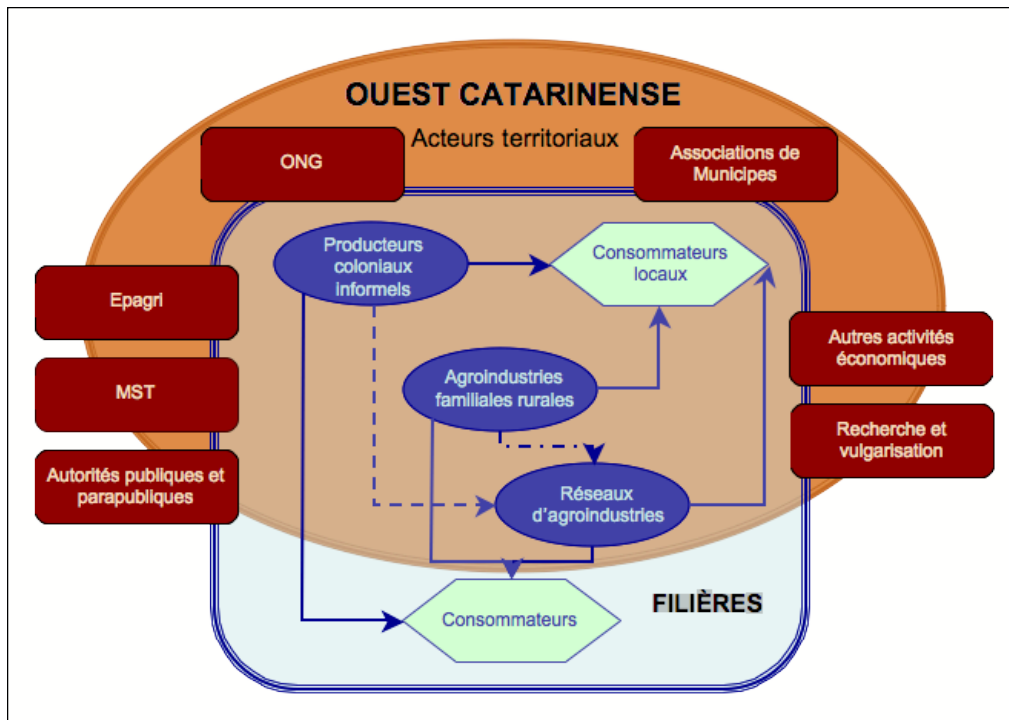 OUEST CATARINENSE
Acteurs territoriaux
ONG
Associations de
Municipes
Producteurs
coloniaux
informels
Consommateurs
locaux
Epagri
Autres activités
économiques
MST
Agroindustries
familiales rurales
Recherche et
vulgarisation
Autorités publiques et
parapubliques
Réseaux
d'agroindustries
FILIÈRES
Consommateurs